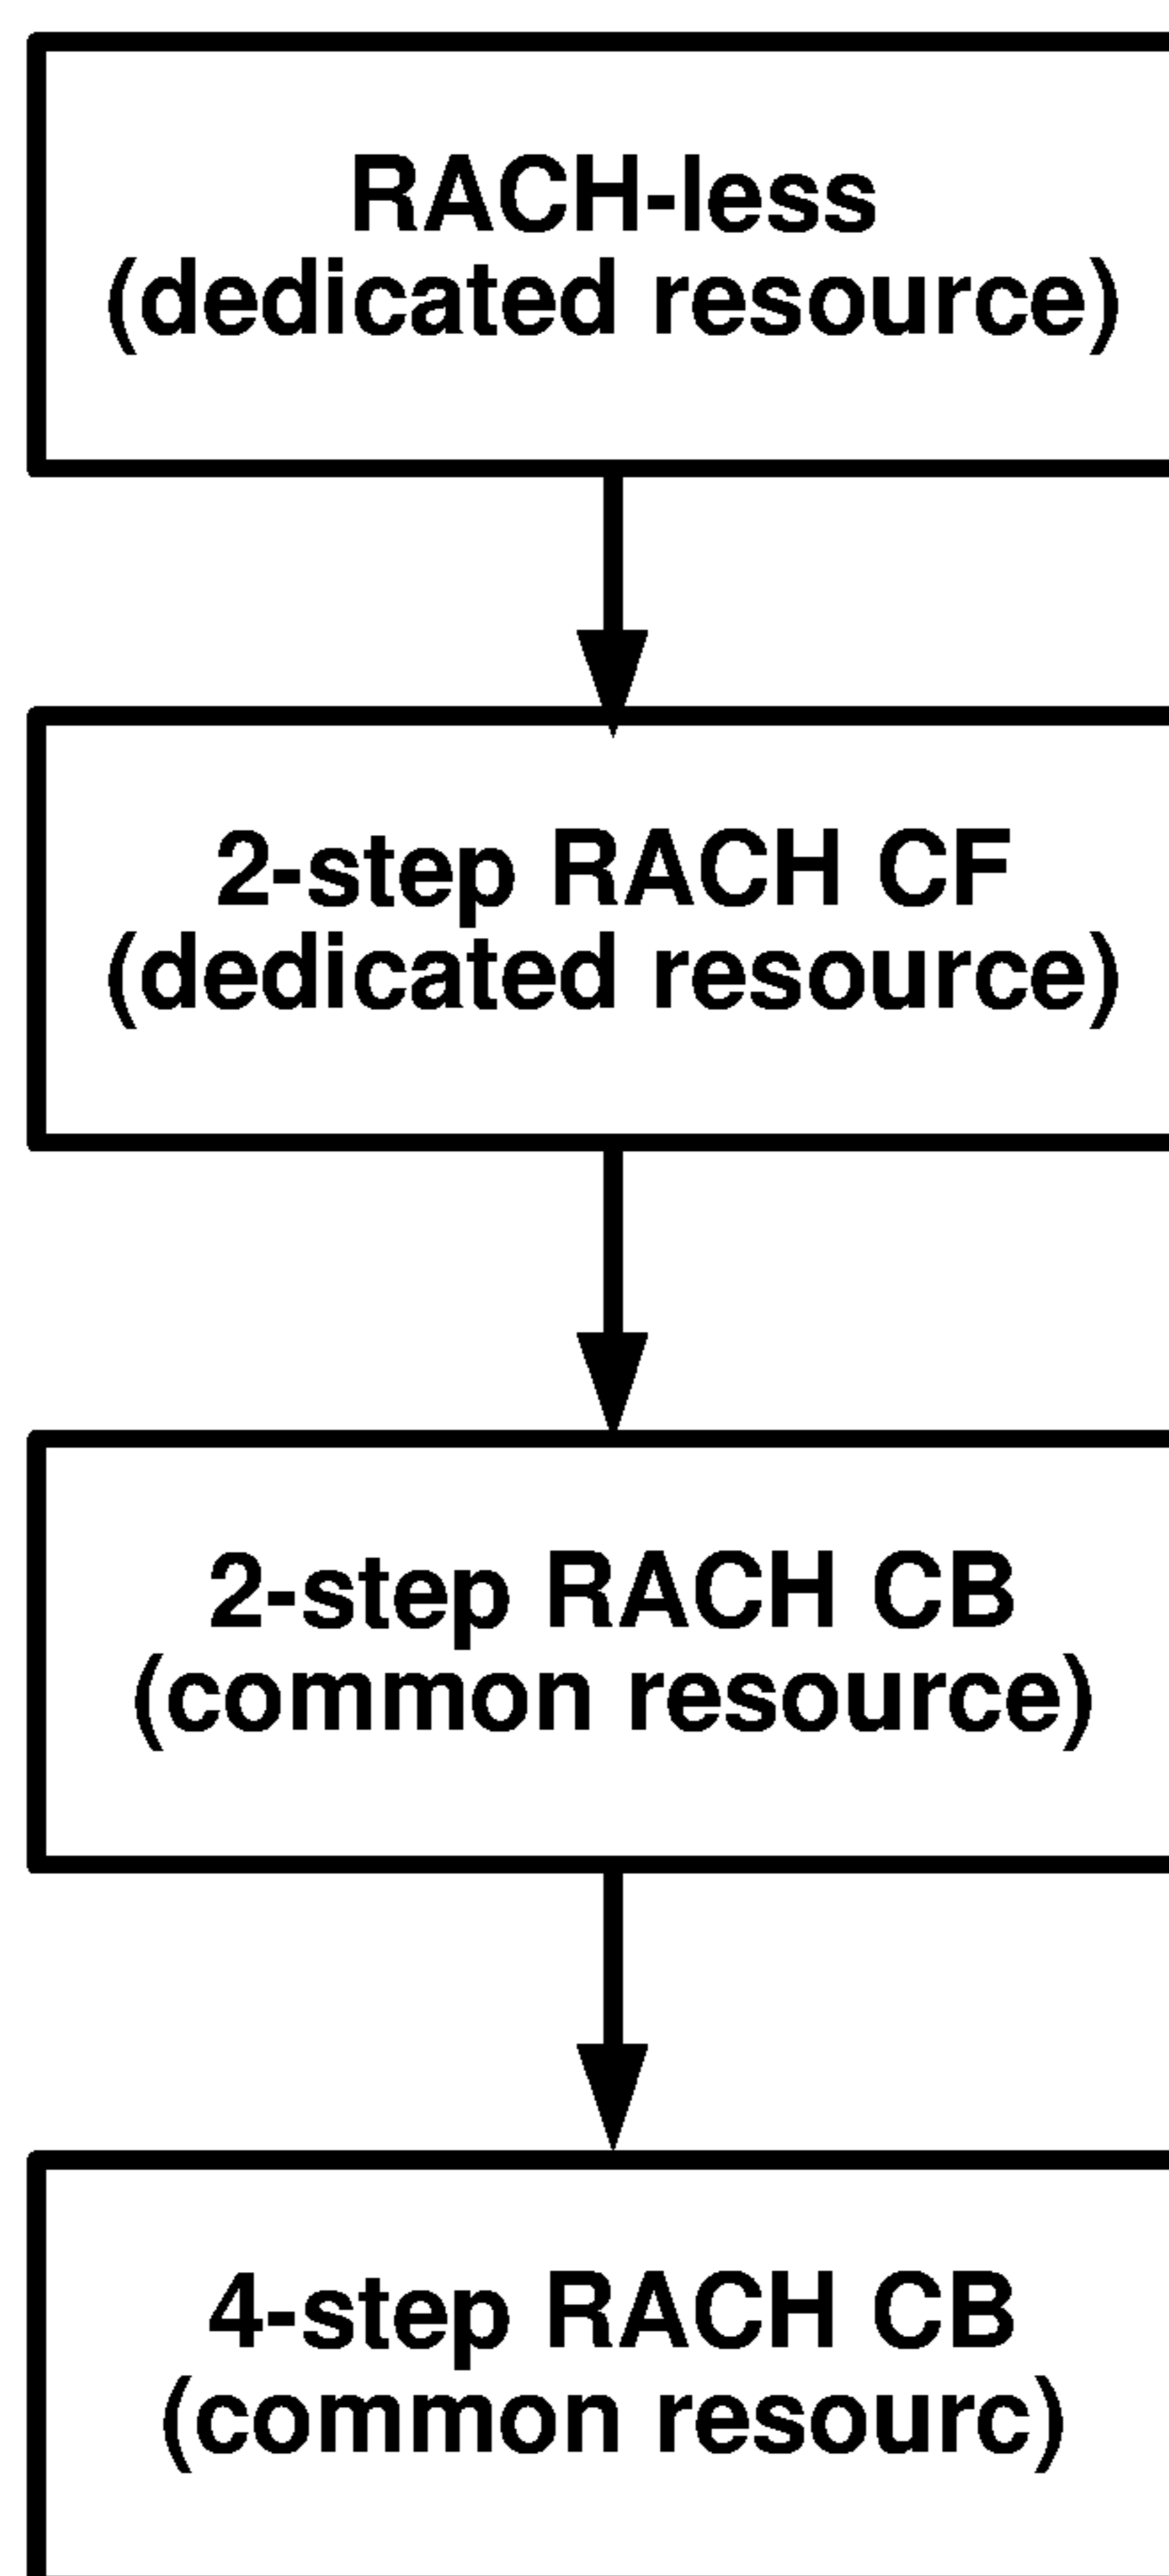 RACH-less
(dedicated resource)
2-step RACH CF
(dedicated resource)
2-step RACH CB
(common resource)
4-step RACH CB
(common resourc)